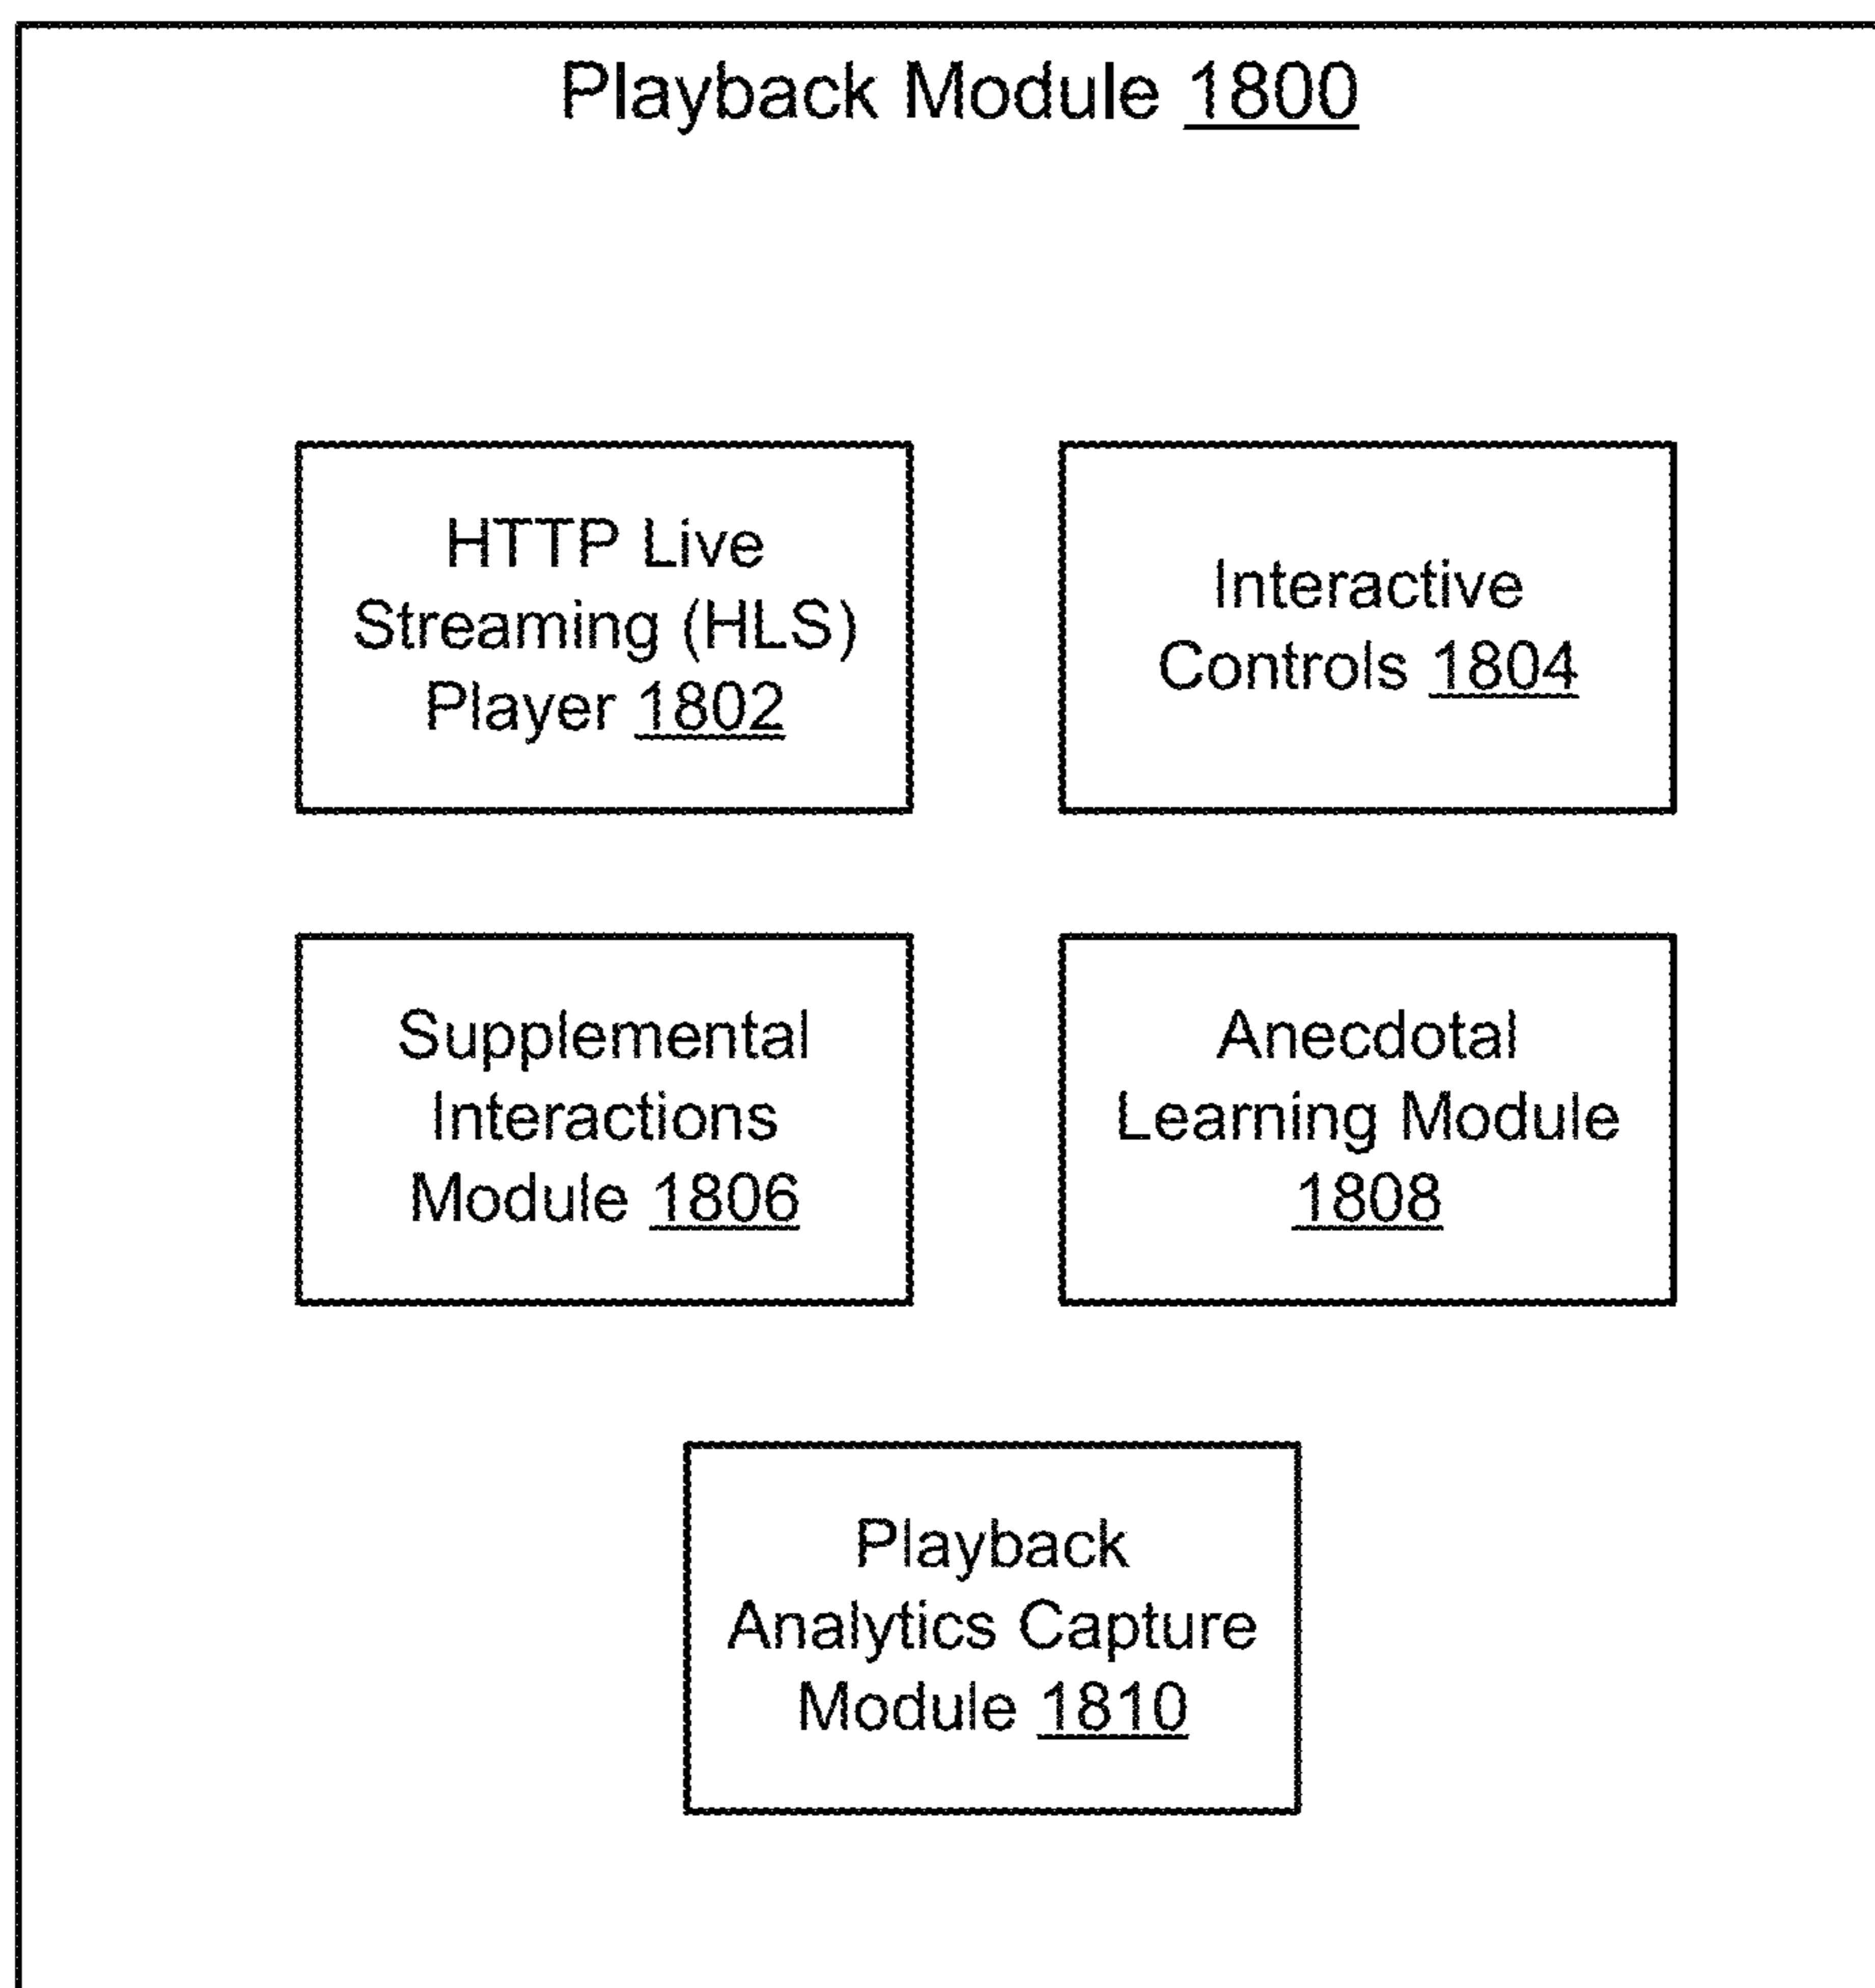 Playback Module 1800
HTTP Live
Streaming (HLS)
Player 1802
Interactive
Controls 1804
Supplemental
Interactions
Module 1806
Anecdotal
Learning Module
1808
Playback
Analytics Capture
Module 1810